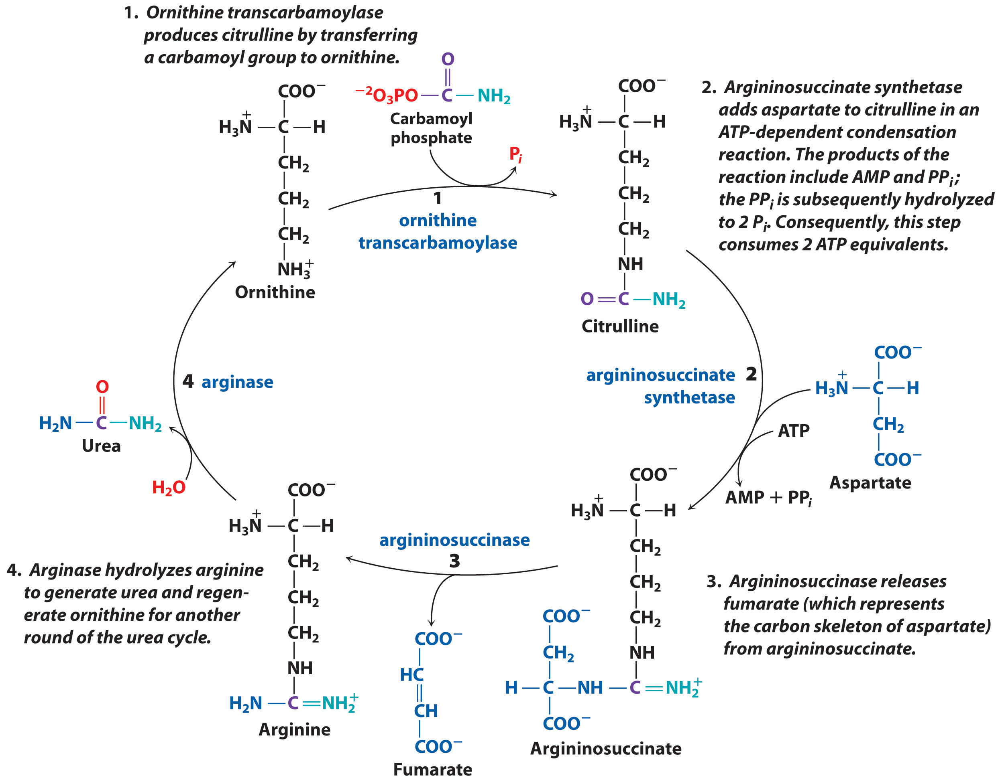 1. Ornithine transcarbamoylase
produces citrulline by transferring
a carbamoyl group to ornithine.
O
−2O3PO—C—NH2
Carbamoyl
phosphate
Pi
1
ornithine
transcarbamoylase
COO−
H3N+—C—H
CH2
CH2
CH2
NH3+
Ornithine
COO−
H3N+—C—H
CH2
CH2
CH2
NH
O=C—NH2
Citrulline
2. Argininosuccinate synthetase
adds aspartate to citrulline in an
ATP-dependent condensation
reaction. The products of the
reaction include AMP and PPi;
the PPi is subsequently hydrolyzed
to 2 Pi. Consequently, this step
consumes 2 ATP equivalents.
argininosuccinate 2
synthetase
COO−
H3N+—C—H
CH2
COO−
Aspartate
ATP
AMP + PPi
COO−
H3N+—C—H
CH2
CH2
CH2
NH
COO−
CH2
H—C—NH—C=NH2+
COO−
Argininosuccinate
3. Argininosuccinase releases
fumarate (which represents
the carbon skeleton of aspartate)
from argininosuccinate.
argininosuccinase
3
COO−
HC
CH
COO−
Fumarate
COO−
H3N+—C—H
CH2
CH2
CH2
NH
H2N—C=NH2+
Arginine
4. Arginase hydrolyzes arginine
to generate urea and regen-
erate ornithine for another
round of the urea cycle.
4 arginase
O
H2N—C—NH2
Urea
H2O